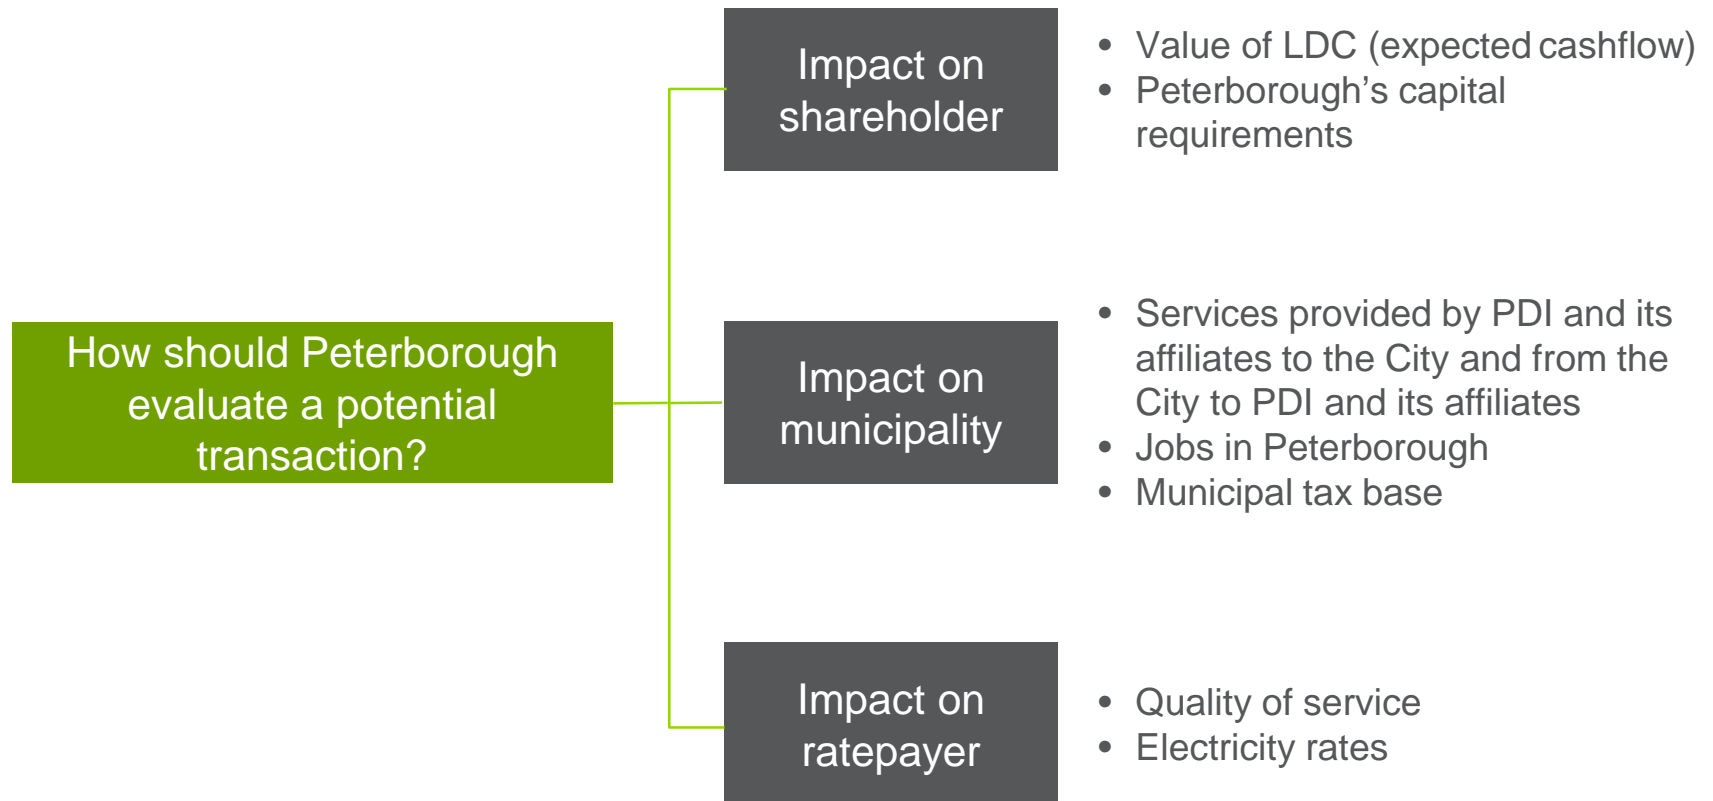 How should Peterborough
evaluate a potential
transaction?
Impact on
shareholder
• Value of LDC (expected cashflow)
• Peterborough’s capital
requirements
Impact on
municipality
• Services provided by PDI and its
affiliates to the City and from the
City to PDI and its affiliates
• Jobs in Peterborough
• Municipal tax base
Impact on
ratepayer
• Quality of service
• Electricity rates